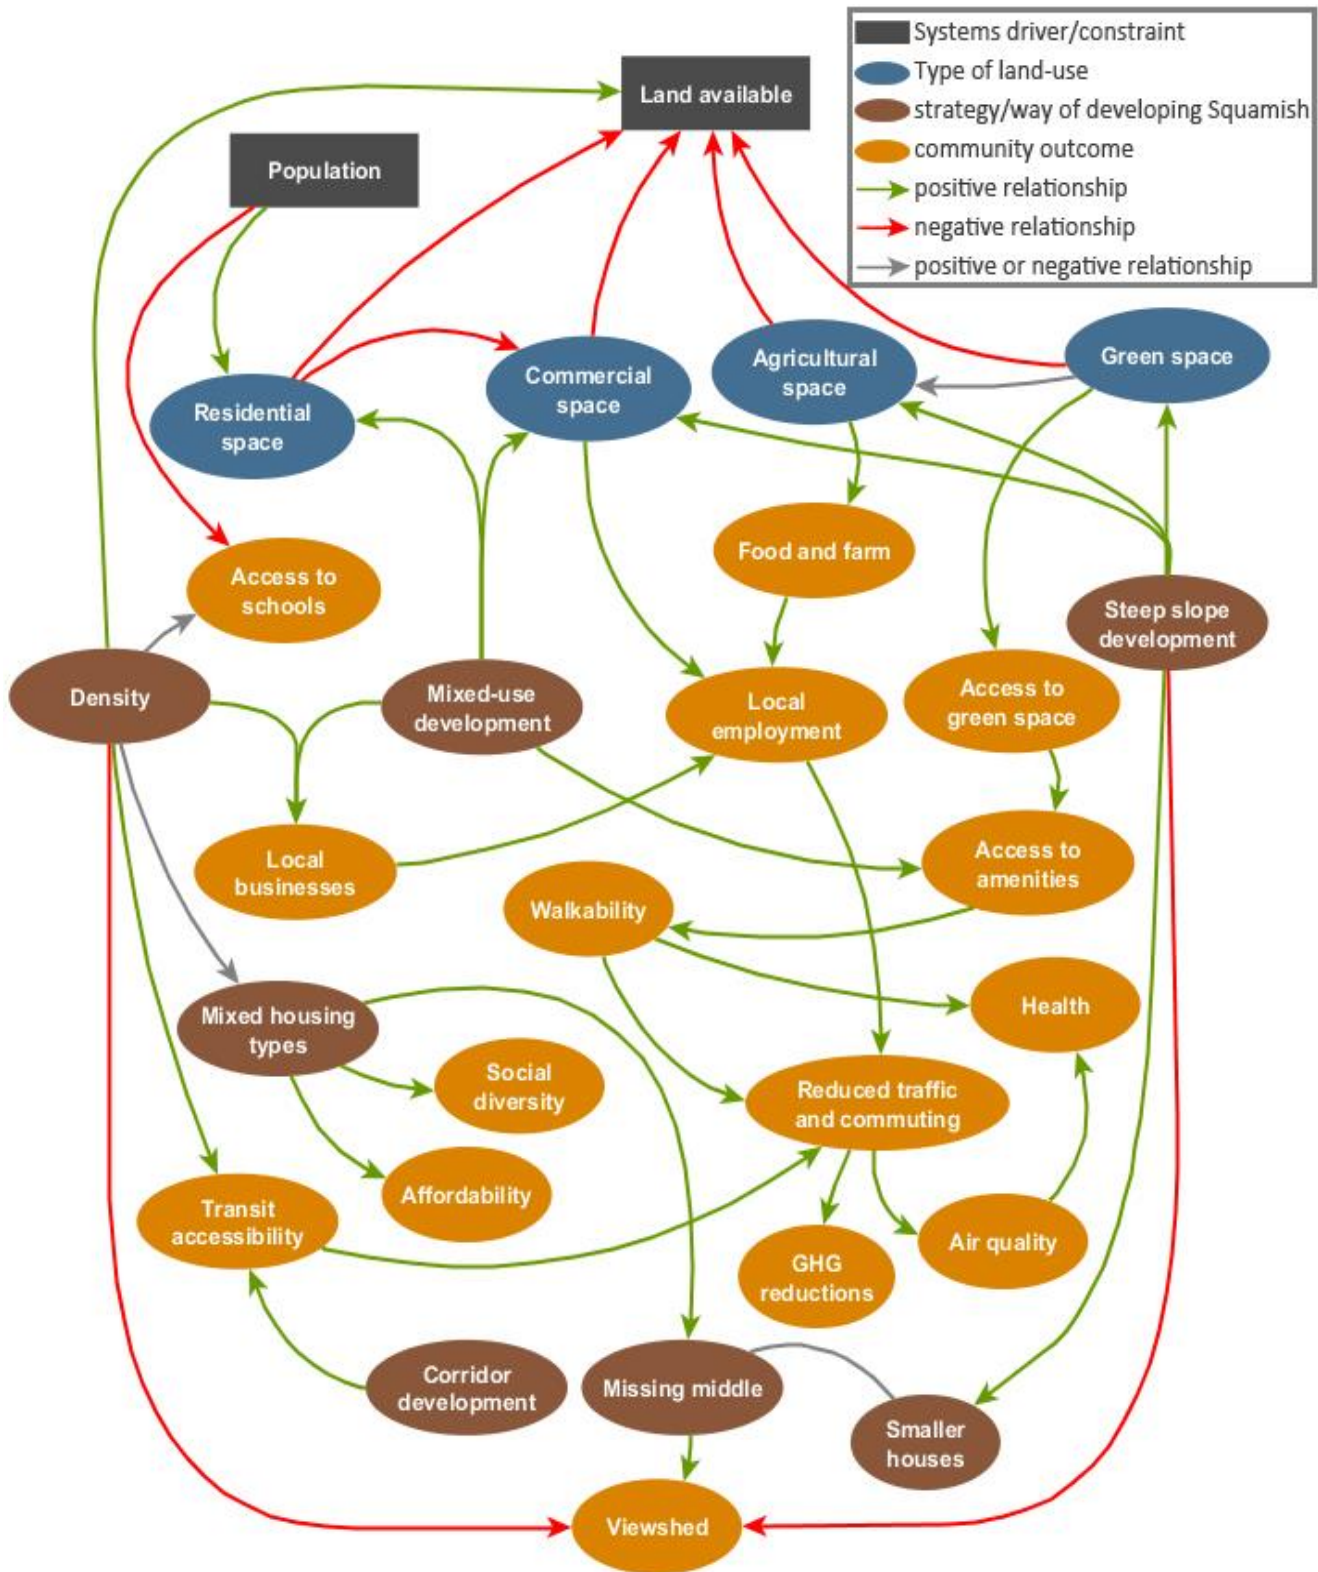 Systems driver/constraint
Type of land-use
strategy/way of developing Squamish
community outcome
positive relationship
negative relationship
positive or negative relationship
Land available
Population
Residential
space
Commercial
space
Agricultural
space
Green space
Access to
schools
Food and farm
Steep slope
development
Density
Mixed-use
development
Local
employment
Access to
green space
Local
businesses
Access to
amenities
Walkability
Health
Mixed housing
types
Social
diversity
Reduced traffic
and commuting
Affordability
Transit
accessibility
Air quality
GHG
reductions
Corridor
development
Missing middle
Smaller
houses
Viewshed